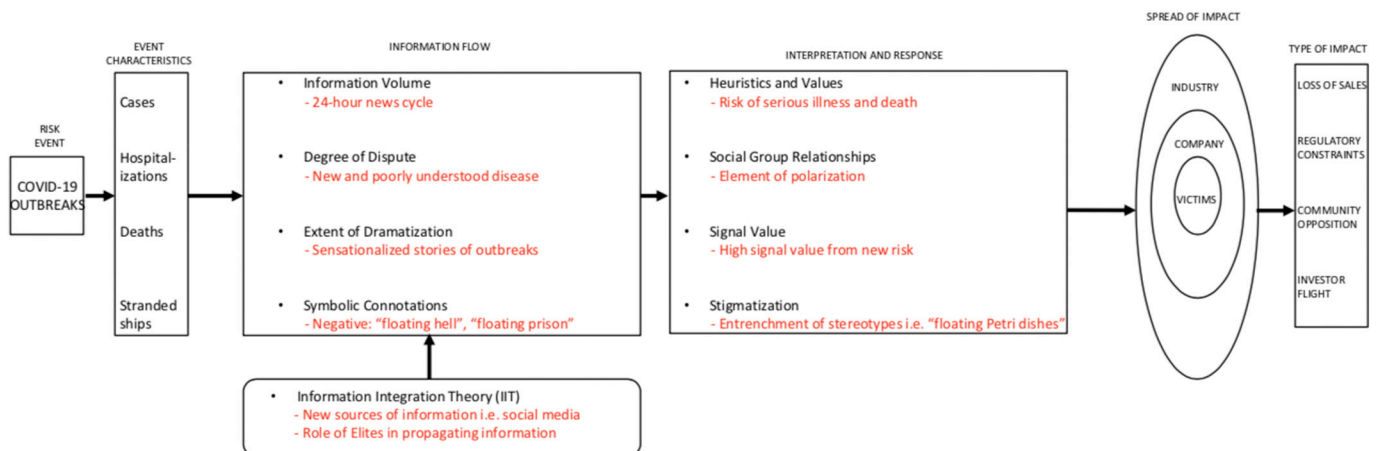 RISK
EVENT
COVID-19
OUTBREAKS
EVENT
CHARACTERISTICS
Cases
Hospital-
izations
Deaths
Stranded
ships
INFORMATION FLOW
• Information Volume
- 24-hour news cycle
• Degree of Dispute
- New and poorly understood disease
• Extent of Dramatization
- Sensationalized stories of outbreaks
• Symbolic Connotations
- Negative: “floating hell”, “floating prison”
• Information Integration Theory (IIT)
- New sources of information i.e. social media
- Role of Elites in propagating information
INTERPRETATION AND RESPONSE
• Heuristics and Values
- Risk of serious illness and death
• Social Group Relationships
- Element of polarization
• Signal Value
- High signal value from new risk
• Stigmatization
- Entrenchment of stereotypes i.e. “floating Petri dishes”
SPREAD OF IMPACT
INDUSTRY
COMPANY
VICTIMS
TYPE OF IMPACT
LOSS OF SALES
REGULATORY
CONSTRAINTS
COMMUNITY
OPPOSITION
INVESTOR
FLIGHT